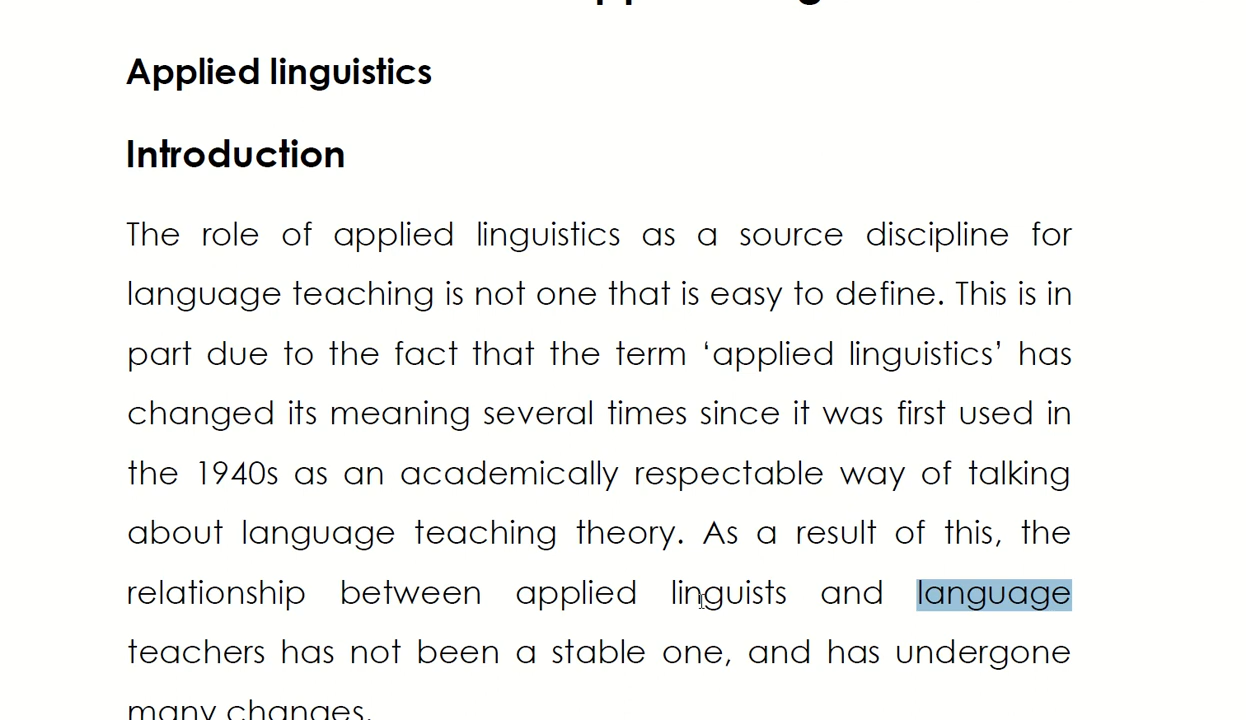 Applied linguistics
Introduction
The role of applied linguistics as a source discipline for
language teaching is not one that is easy to define. This is in
part due to the fact that the term ‘applied linguistics’ has
changed its meaning several times since it was first used in
the 1940s as an academically respectable way of talking
about language teaching theory. As a result of this, the
relationship between applied linguists and language
teachers has not been a stable one, and has undergone
many changes.